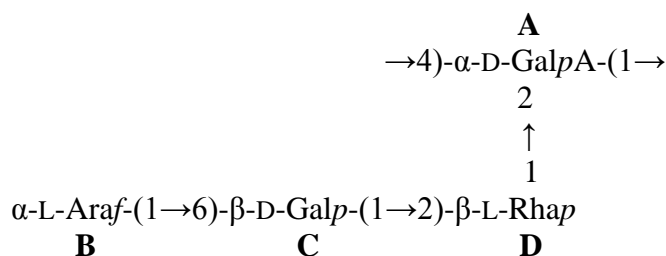 A
→4)-α-D-GalpA-(1→
2
↑
1
α-L-Araf-(1→6)-β-D-Galp-(1→2)-β-L-Rhap
B C D